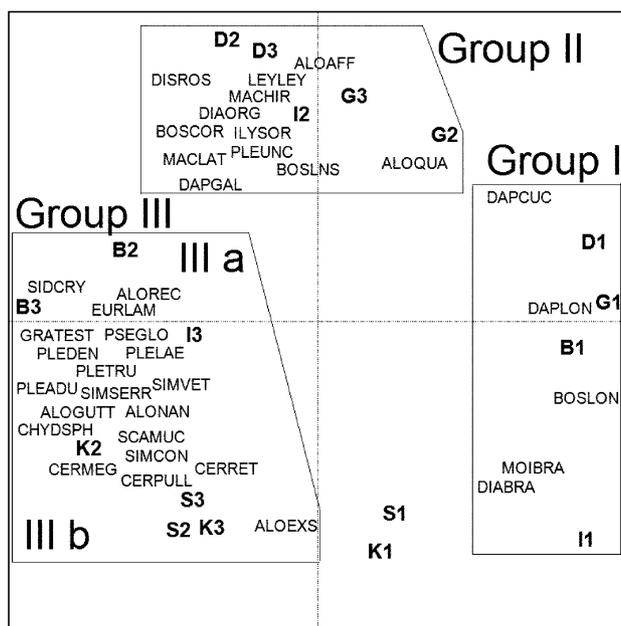 D2
D3
Group II
ALOAFF
DISROS
LEYLEY
MACHIR
G3
DIAORG
I2
BOSCOR
ILYSOR
G2
MACLAT
PLEUNC
BOSLNS
ALOQUA
DAPGAL
Group I
DAPCUC
D1
DAPLON
G1
B1
BOSLON
MOIBRA
DIABRA
I1
Group III
B2
III a
SIDCRY
ALOREC
B3
EURLAM
GRATEST
PSEGLO
I3
PLEDEN
PLELAE
PLETRU
PLEADU
SIMSERR
SIMVET
ALOGUTT
ALONAN
CHYDSPH
SCAMUC
K2
SIMCON
CERMEG
CERRET
CERPULL
S3
III b
S2
K3
ALOEXS
S1
K1